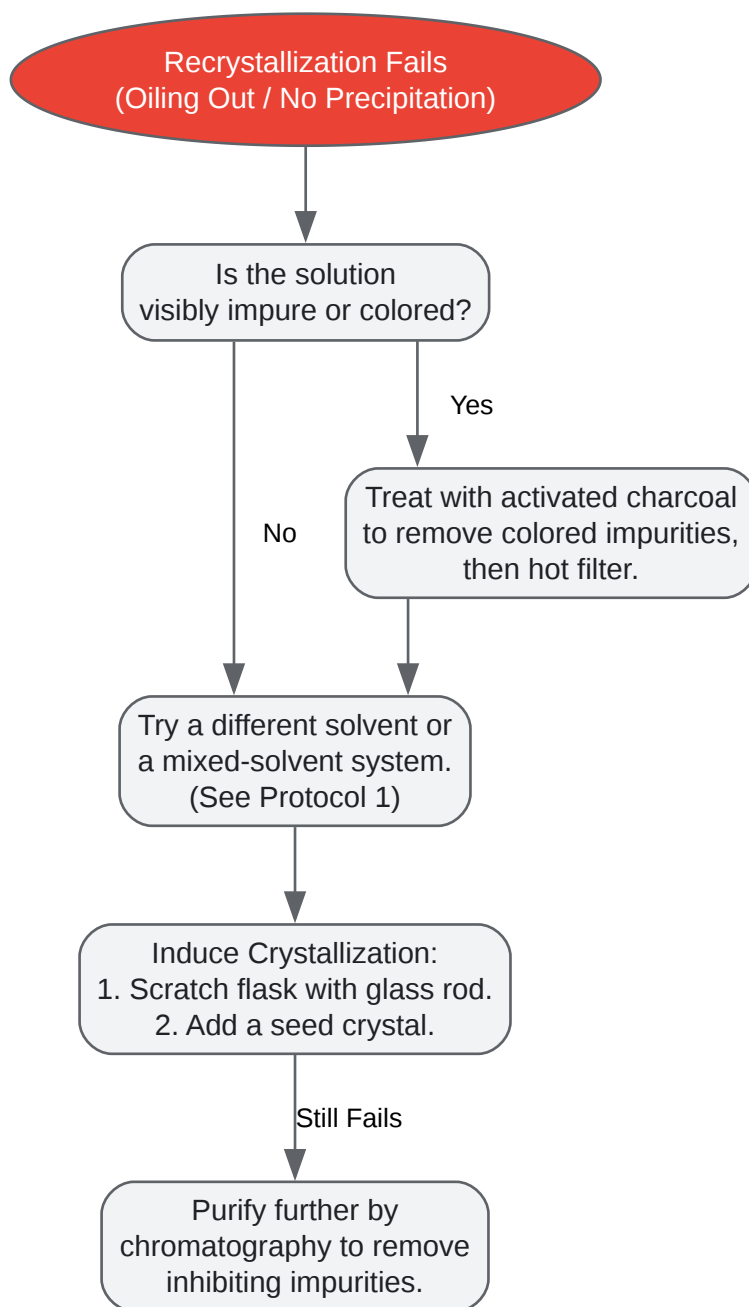 Recrystallization Fails
(Oiling Out / No Precipitation)
Is the solution
visibly impure or colored?
Yes
Treat with activated charcoal
to remove colored impurities,
then hot filter.
No
Try a different solvent or
a mixed-solvent system.
(See Protocol 1)
Induce Crystallization:
1. Scratch flask with glass rod.
2. Add a seed crystal.
Still Fails
Purify further by
chromatography to remove
inhibiting impurities.